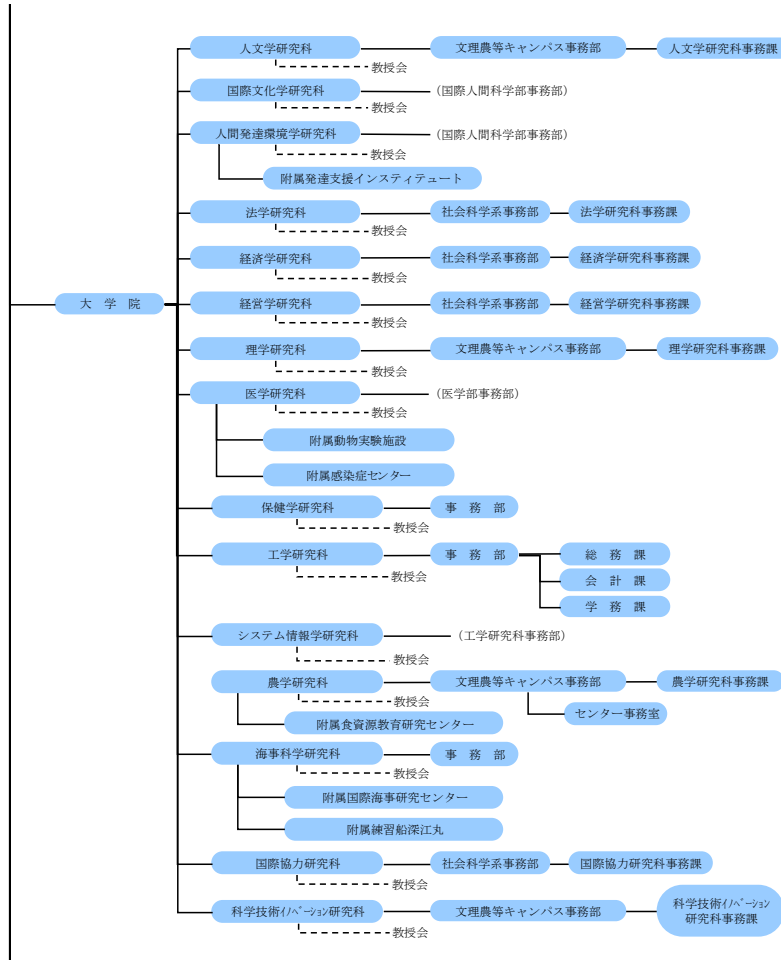 人文学研究科 文理農等キャンパス事務部 人文学研究科事務課
教授会
国際文化学研究科 (国際人間科学部事務部)
教授会
人間発達環境学研究科 (国際人間科学部事務部)
教授会
附属発達支援インスティテュート
法学研究科 社会科学系事務部 法学研究科事務課
教授会
経済学研究科 社会科学系事務部 経済学研究科事務課
教授会
大 学 院 経営学研究科 社会科学系事務部 経営学研究科事務課
教授会
理学研究科 文理農等キャンパス事務部 理学研究科事務課
教授会
医学研究科 (医学部事務部)
教授会
附属動物実験施設
附属感染症センター
保健学研究科 事 務 部
教授会
工学研究科 事 務 部 総 務 課
教授会 会 計 課
学 務 課
システム情報学研究科 (工学研究科事務部)
教授会
農学研究科 文理農等キャンパス事務部 農学研究科事務課
教授会
センター事務室
附属食資源教育研究センター
海事科学研究科 事 務 部
教授会
附属国際海事研究センター
附属練習船深江丸
国際協力研究科 社会科学系事務部 国際協力研究科事務課
教授会
科学技術ｲﾉﾍﾞｰｼｮﾝ研究科 文理農等キャンパス事務部 科学技術ｲﾉﾍﾞｰｼｮﾝ
研究科事務課
教授会